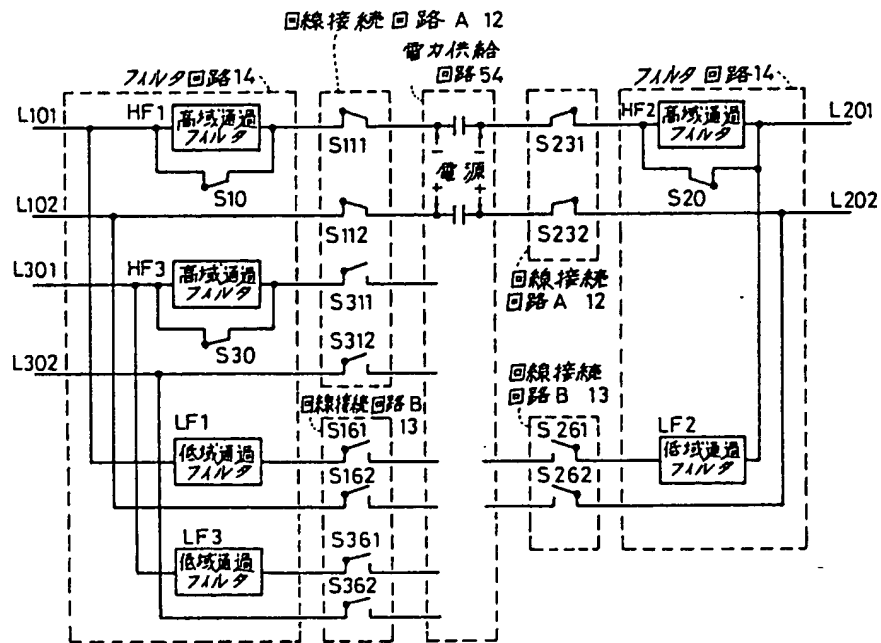 回線接続回路A 12
電力供給
回路54
フィルタ回路14
フィルタ回路14
L101
HF1
高域通過
フィルタ
S111
S231
HF2
高域通過
フィルタ
L201
S10
電源
S20
L102
S112
S232
L202
L301
HF3
高域通過
フィルタ
S311
回線接続
回路A 12
S30
S312
L302
回線接続
回路B 13
回線接続回路B
13
LF1
低域通過
フィルタ
S161
S261
LF2
低域通過
フィルタ
S162
S262
LF3
低域通過
フィルタ
S361
S362